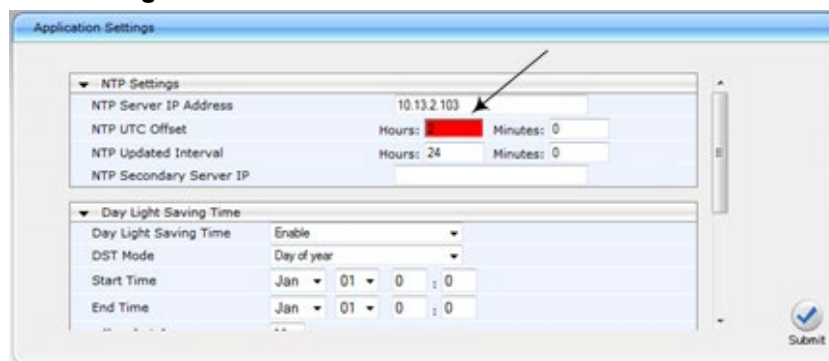 Application Settings
NTP Settings
NTP Server IP Address 10.13.2.103
NTP UTC Offset Hours: 2 Minutes: 0
NTP Updated Interval Hours: 24 Minutes: 0
NTP Secondary Server IP
Day Light Saving Time
Day Light Saving Time Enable
DST Mode Day of year
Start Time Jan 01 0 : 0
End Time Jan 01 0 : 0
Submit